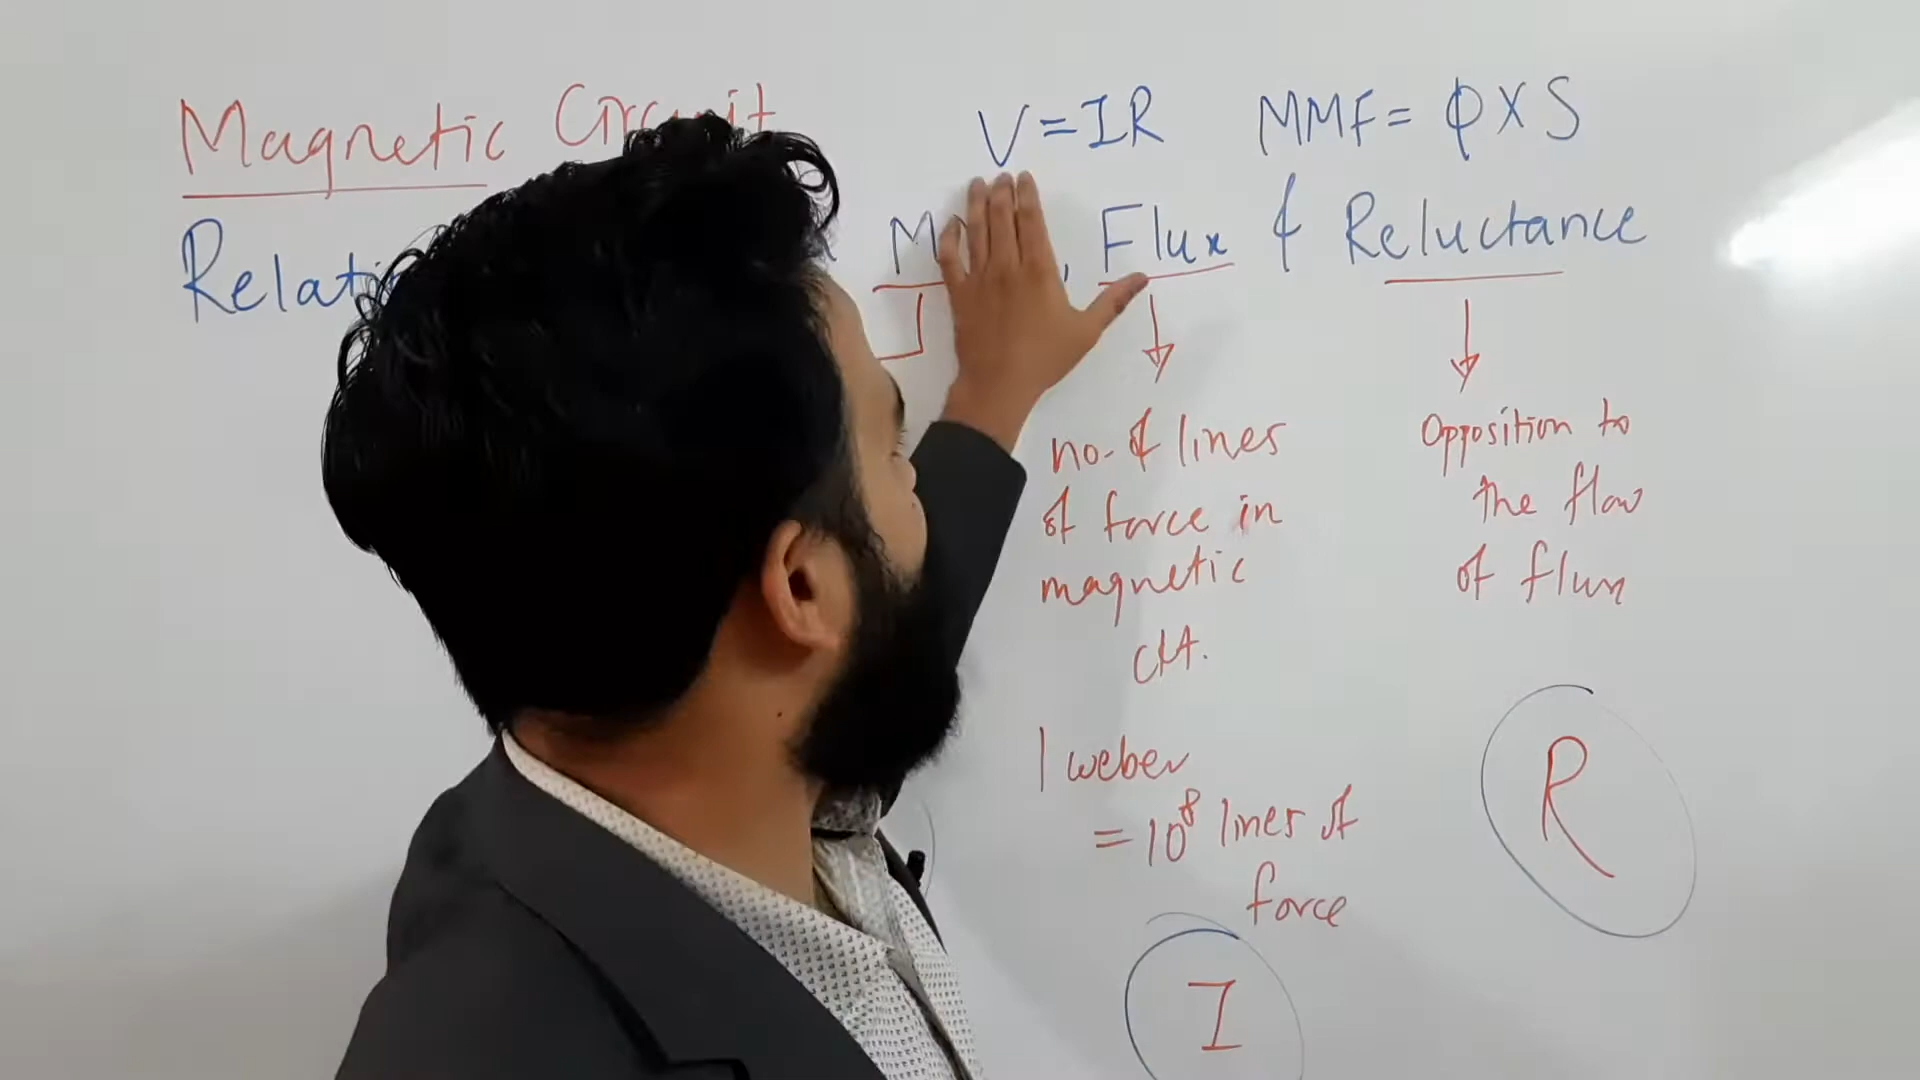 Magnetic Circuit
V = IR MMF = ϕ X S
Flux & Reluctance
no. of lines
of force in
magnetic
ckt.
1 weber
= 10⁸ lines of
force
I
Opposition to
the flow
of flux
R